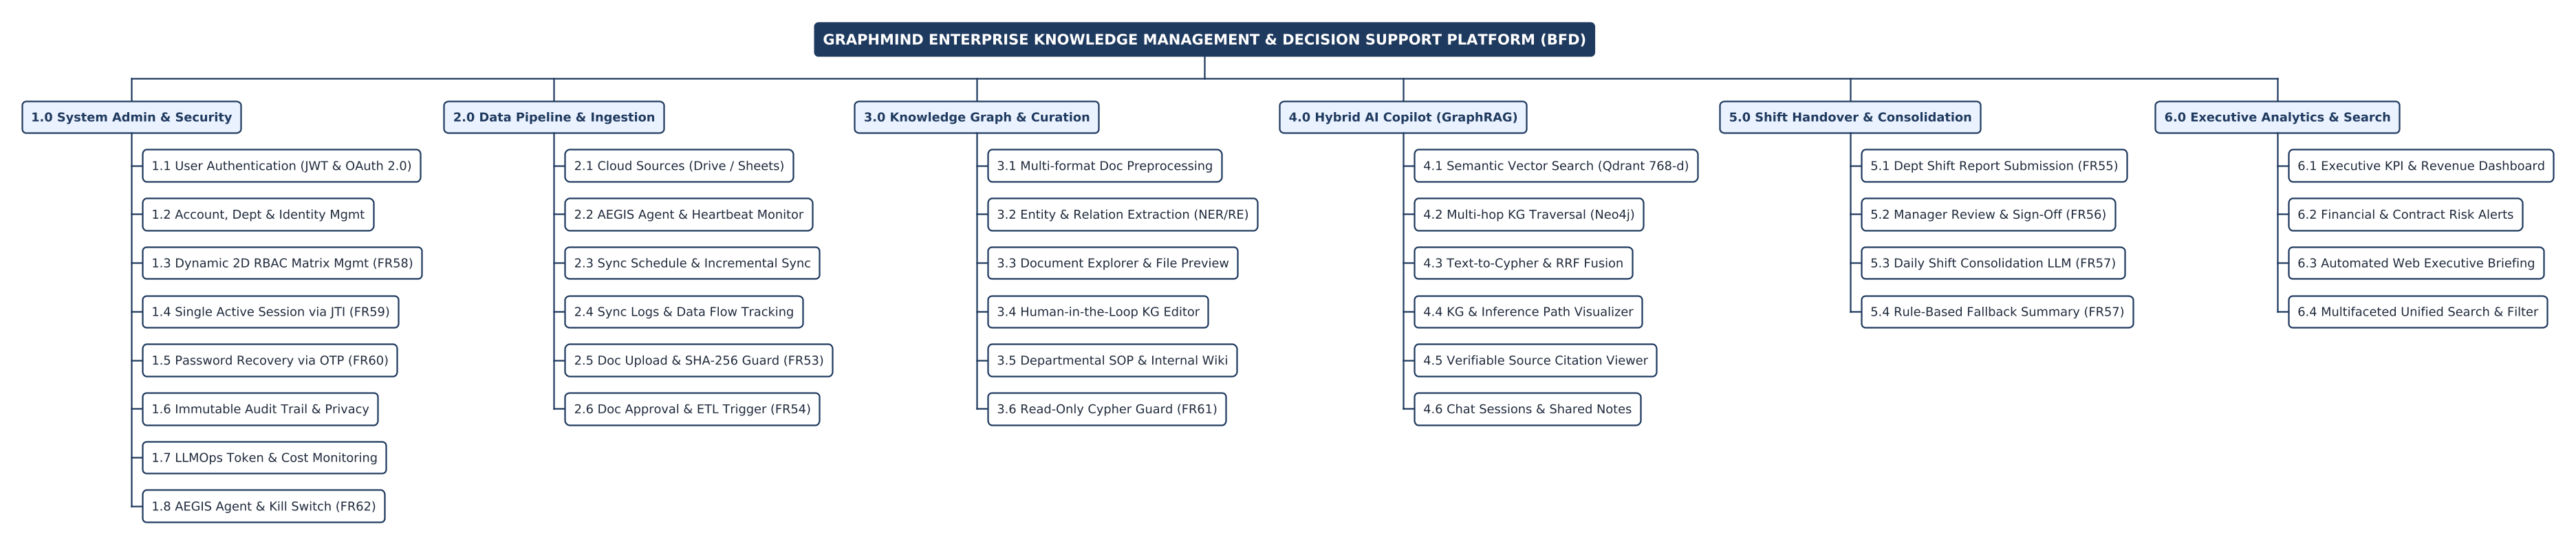 GRAPHMIND ENTERPRISE KNOWLEDGE MANAGEMENT & DECISION SUPPORT PLATFORM (BFD)
1.0 System Admin & Security
1.1 User Authentication (JWT & OAuth 2.0)
1.2 Account, Dept & Identity Mgmt
1.3 Dynamic 2D RBAC Matrix Mgmt (FR58)
1.4 Single Active Session via JTI (FR59)
1.5 Password Recovery via OTP (FR60)
1.6 Immutable Audit Trail & Privacy
1.7 LLMOps Token & Cost Monitoring
1.8 AEGIS Agent & Kill Switch (FR62)
2.0 Data Pipeline & Ingestion
2.1 Cloud Sources (Drive / Sheets)
2.2 AEGIS Agent & Heartbeat Monitor
2.3 Sync Schedule & Incremental Sync
2.4 Sync Logs & Data Flow Tracking
2.5 Doc Upload & SHA-256 Guard (FR53)
2.6 Doc Approval & ETL Trigger (FR54)
3.0 Knowledge Graph & Curation
3.1 Multi-format Doc Preprocessing
3.2 Entity & Relation Extraction (NER/RE)
3.3 Document Explorer & File Preview
3.4 Human-in-the-Loop KG Editor
3.5 Departmental SOP & Internal Wiki
3.6 Read-Only Cypher Guard (FR61)
4.0 Hybrid AI Copilot (GraphRAG)
4.1 Semantic Vector Search (Qdrant 768-d)
4.2 Multi-hop KG Traversal (Neo4j)
4.3 Text-to-Cypher & RRF Fusion
4.4 KG & Inference Path Visualizer
4.5 Verifiable Source Citation Viewer
4.6 Chat Sessions & Shared Notes
5.0 Shift Handover & Consolidation
5.1 Dept Shift Report Submission (FR55)
5.2 Manager Review & Sign-Off (FR56)
5.3 Daily Shift Consolidation LLM (FR57)
5.4 Rule-Based Fallback Summary (FR57)
6.0 Executive Analytics & Search
6.1 Executive KPI & Revenue Dashboard
6.2 Financial & Contract Risk Alerts
6.3 Automated Web Executive Briefing
6.4 Multifaceted Unified Search & Filter